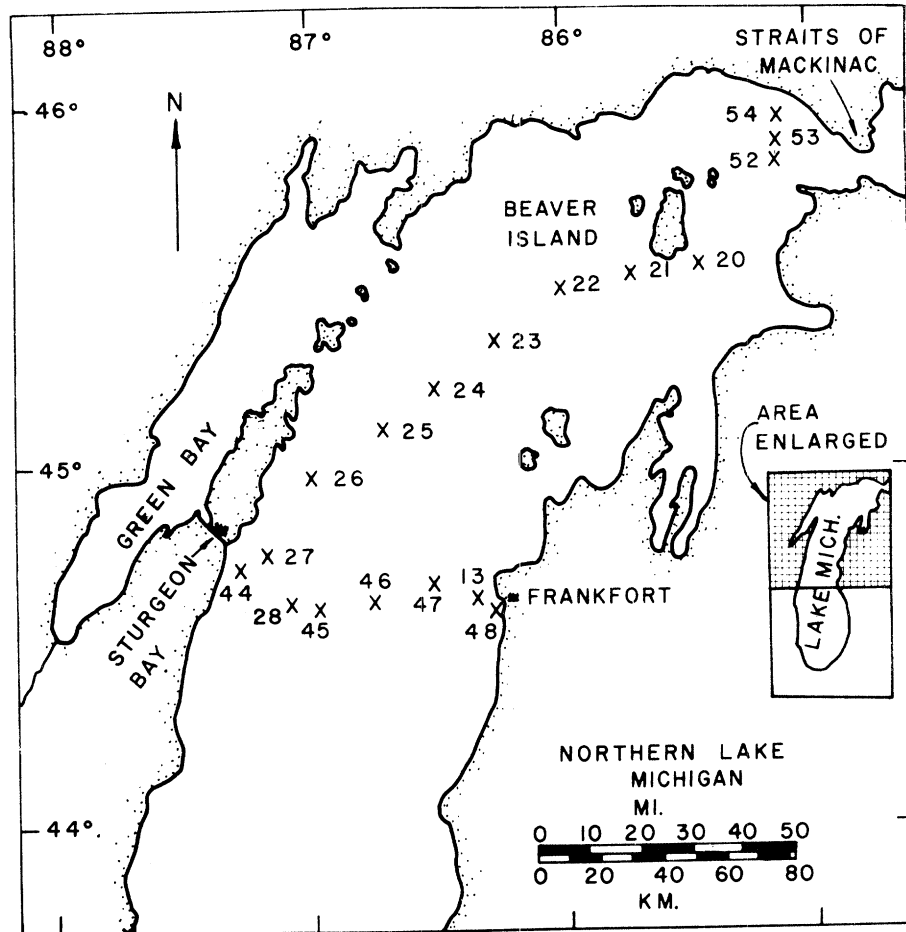 88°
87°
86°
STRAITS OF
MACKINAC
46°
N
54
53
52
BEAVER
ISLAND
20
21
22
23
24
25
26
45°
AREA
ENLARGED
GREEN BAY
LAKE MICH.
STURGEON
BAY
27
44
28
45
46
47
13
48
FRANKFORT
NORTHERN LAKE
MICHIGAN
MI.
44°
0 10 20 30 40 50
0 20 40 60 80
KM.